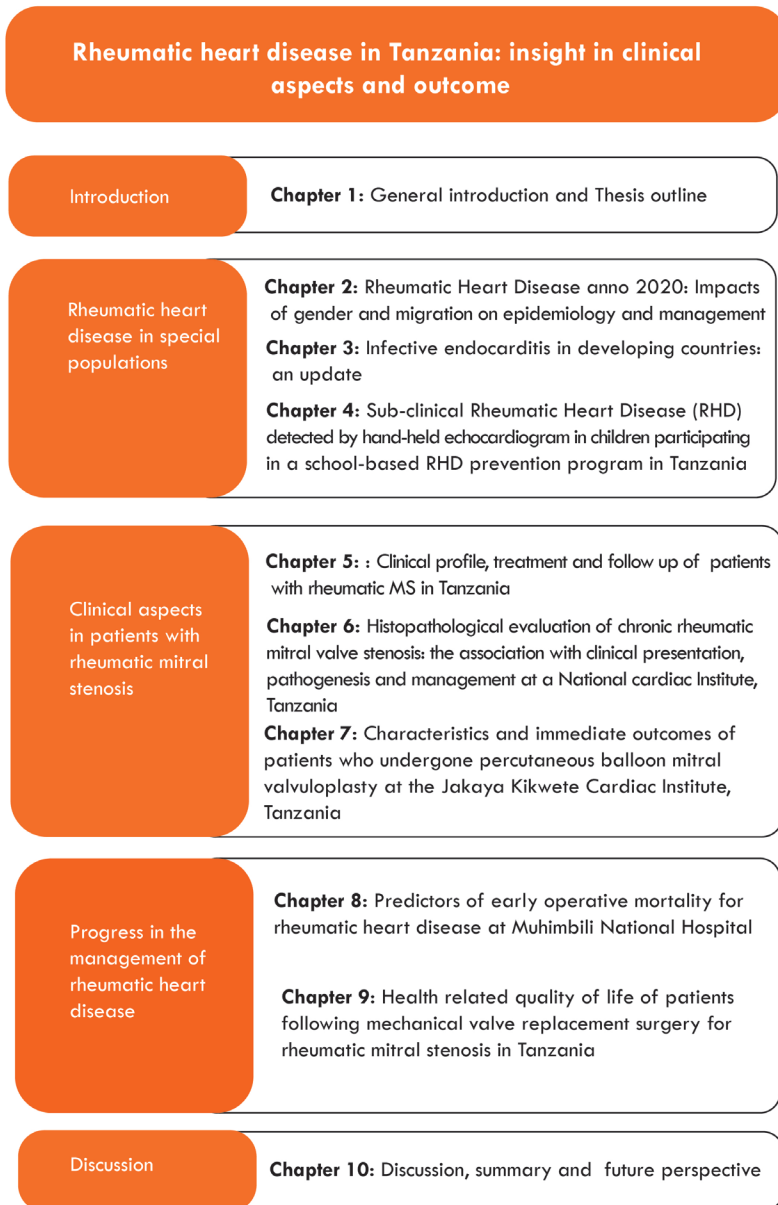 Rheumatic heart disease in Tanzania: insight in clinical
aspects and outcome
Introduction
Chapter 1: General introduction and Thesis outline
Rheumatic heart
disease in special
populations
Chapter 2: Rheumatic Heart Disease anno 2020: Impacts
of gender and migration on epidemiology and management
Chapter 3: Infective endocarditis in developing countries:
an update
Chapter 4: Sub-clinical Rheumatic Heart Disease (RHD)
detected by hand-held echocardiogram in children participating
in a school-based RHD prevention program in Tanzania
Clinical aspects
in patients with
rheumatic mitral
stenosis
Chapter 5: : Clinical profile, treatment and follow up of patients
with rheumatic MS in Tanzania
Chapter 6: Histopathological evaluation of chronic rheumatic
mitral valve stenosis: the association with clinical presentation,
pathogenesis and management at a National cardiac Institute,
Tanzania
Chapter 7: Characteristics and immediate outcomes of
patients who undergone percutaneous balloon mitral
valvuloplasty at the Jakaya Kikwete Cardiac Institute,
Tanzania
Progress in the
management of
rheumatic heart
disease
Chapter 8: Predictors of early operative mortality for
rheumatic heart disease at Muhimbili National Hospital
Chapter 9: Health related quality of life of patients
following mechanical valve replacement surgery for
rheumatic mitral stenosis in Tanzania
Discussion
Chapter 10: Discussion, summary and future perspective